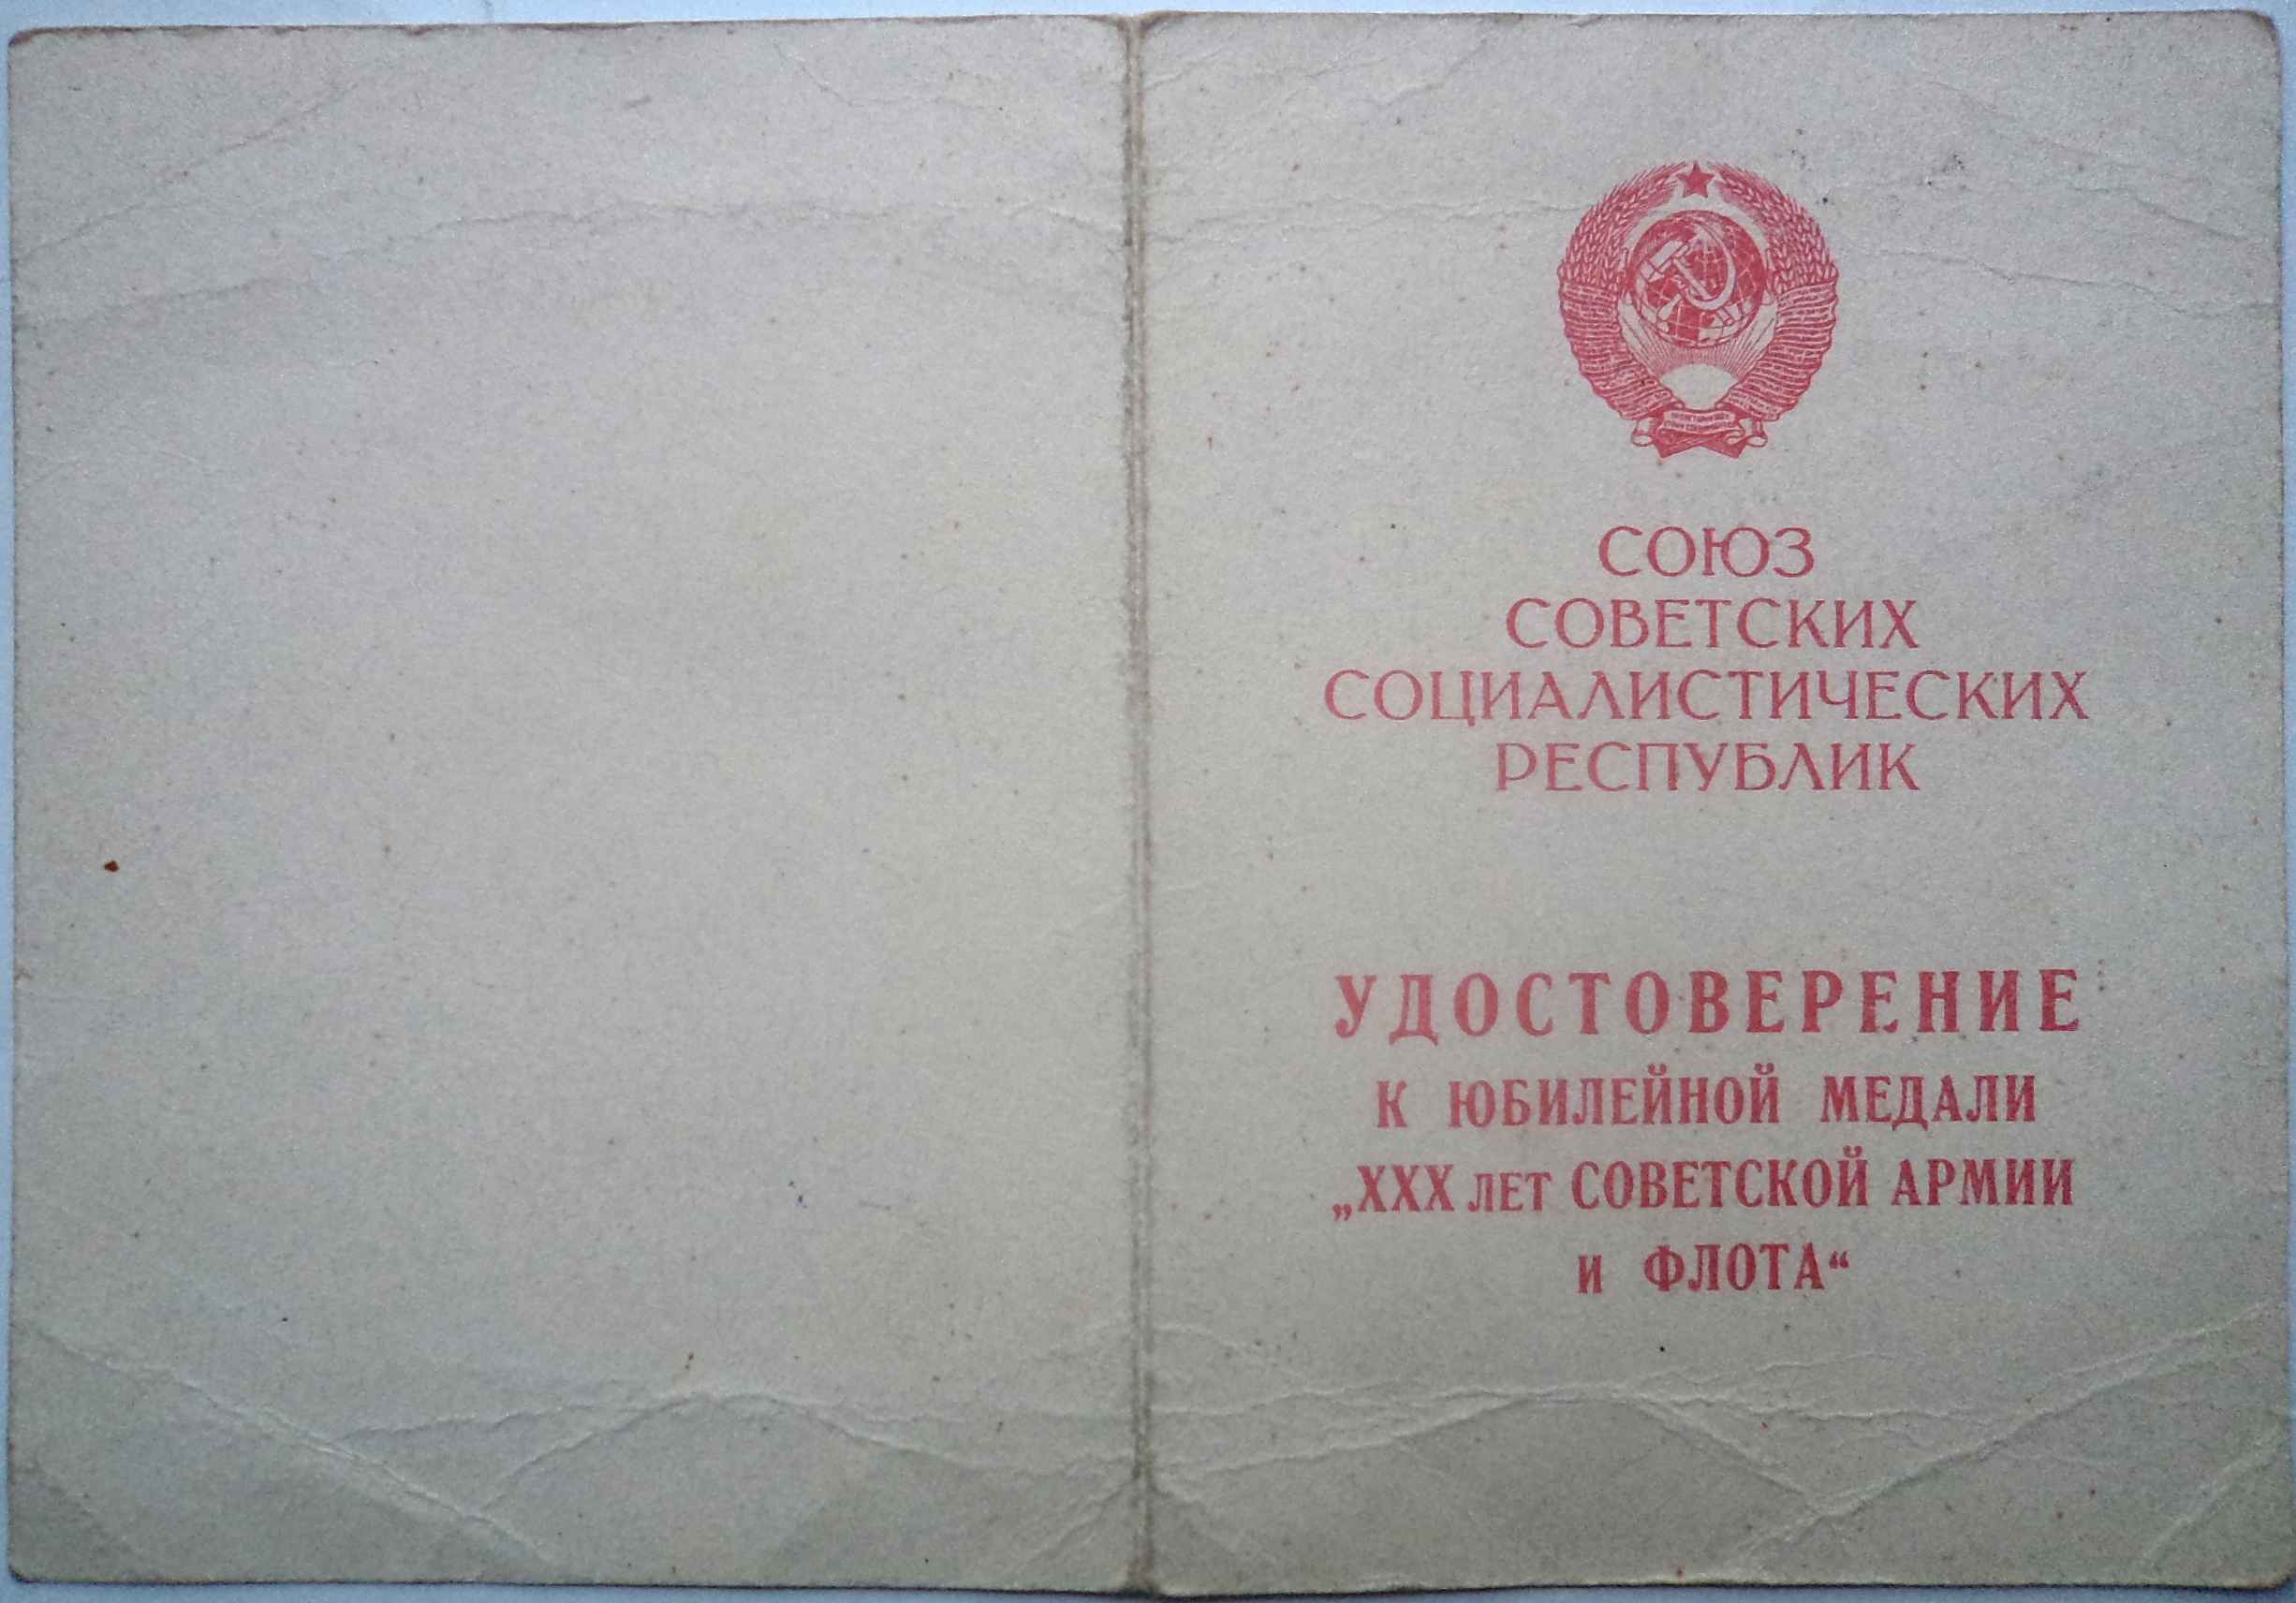 СОЮЗ
СОВЕТСКИХ
СОЦИАЛИСТИЧЕСКИХ
РЕСПУБЛИК
УДОСТОВЕРЕНИЕ
К ЮБИЛЕЙНОЙ МЕДАЛИ
„XXX ЛЕТ СОВЕТСКОЙ АРМИИ
И ФЛОТА“